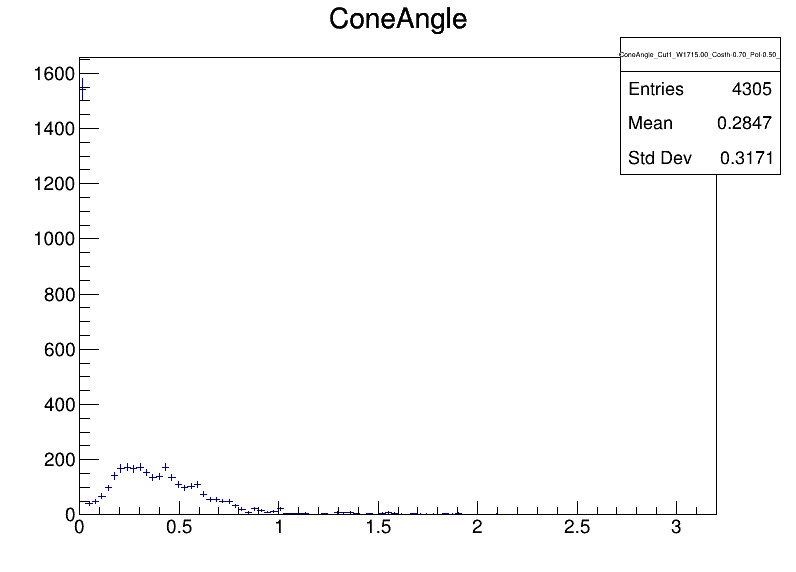 ConeAngle
ConeAngle_Cut1_W1715.00_Costh-0.70_Pol-0.50_
Entries 4305
Mean 0.2847
Std Dev 0.3171
1600
1400
1200
1000
800
600
400
200
0
0 0.5 1 1.5 2 2.5 3